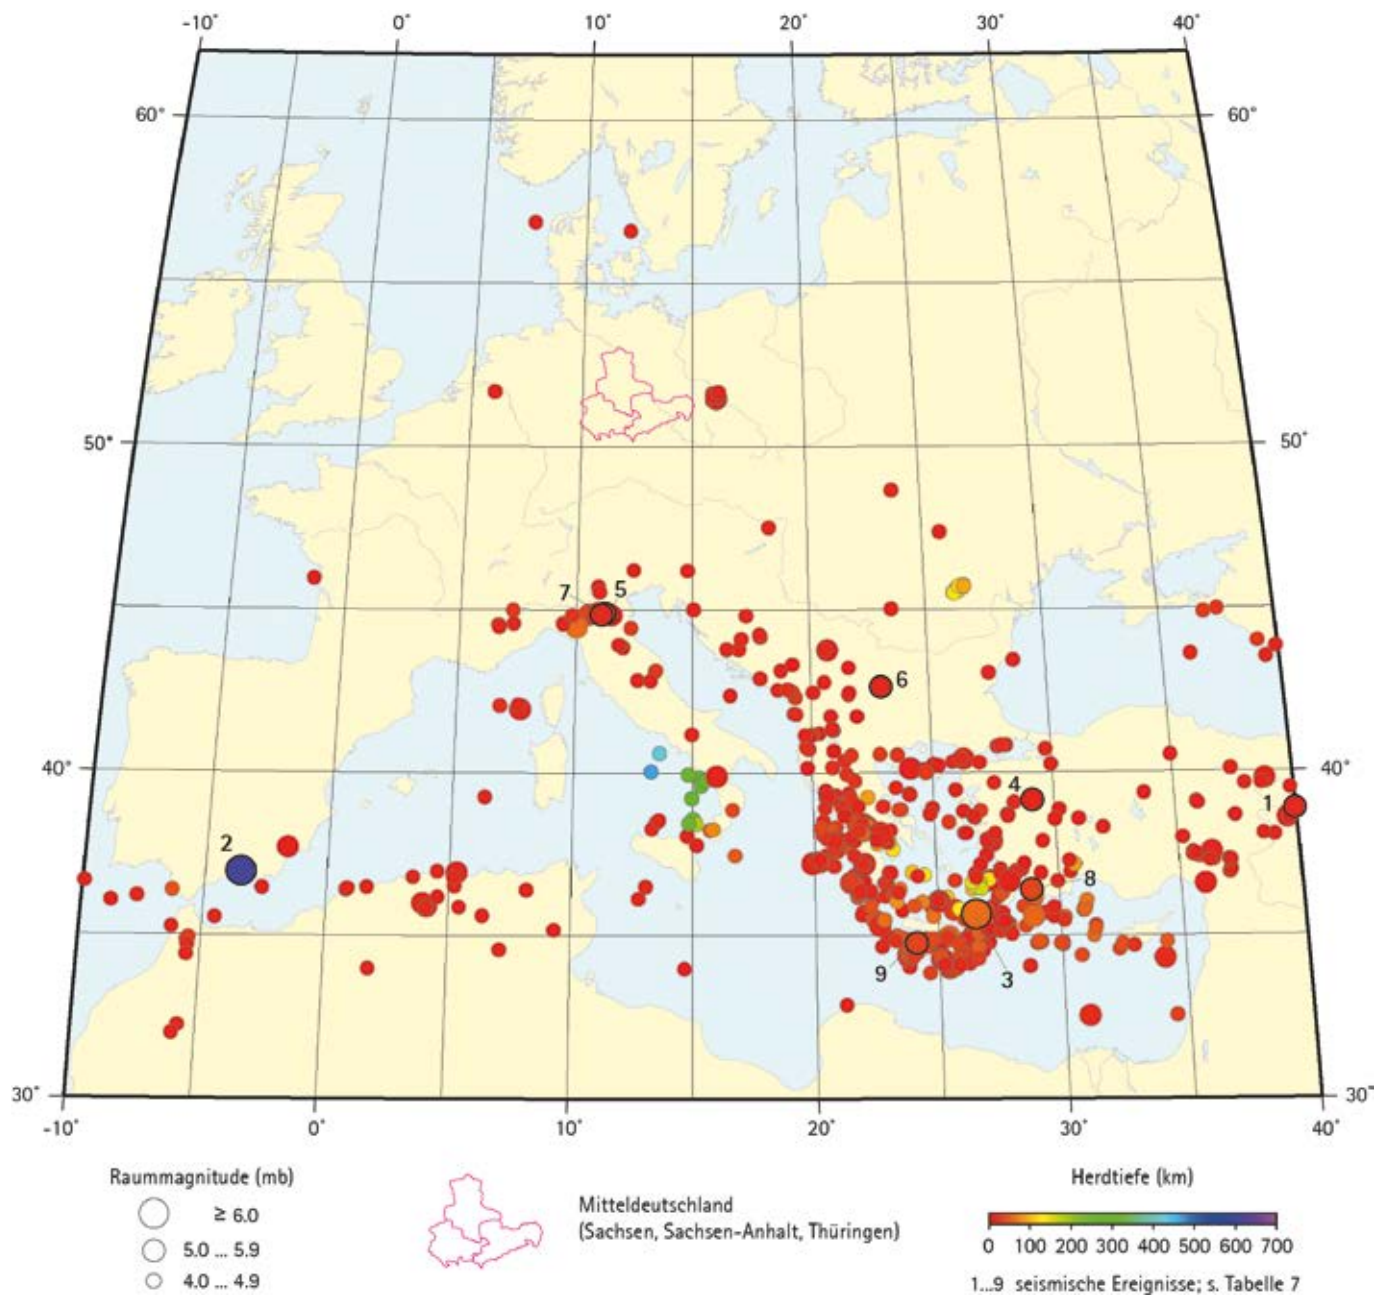 -10° 0° 10° 20° 30° 40°
60° 60°
50° 50°
7 5
6
40° 40°
4
1
2
8
9 3
30° 30°
-10° 0° 10° 20° 30° 40°
Raummagnitude (mb)
≥ 6.0
5.0 ... 5.9
4.0 ... 4.9
Mitteldeutschland
(Sachsen, Sachsen-Anhalt, Thüringen)
Herdtiefe (km)
0 100 200 300 400 500 600 700
1...9 seismische Ereignisse; s. Tabelle 7